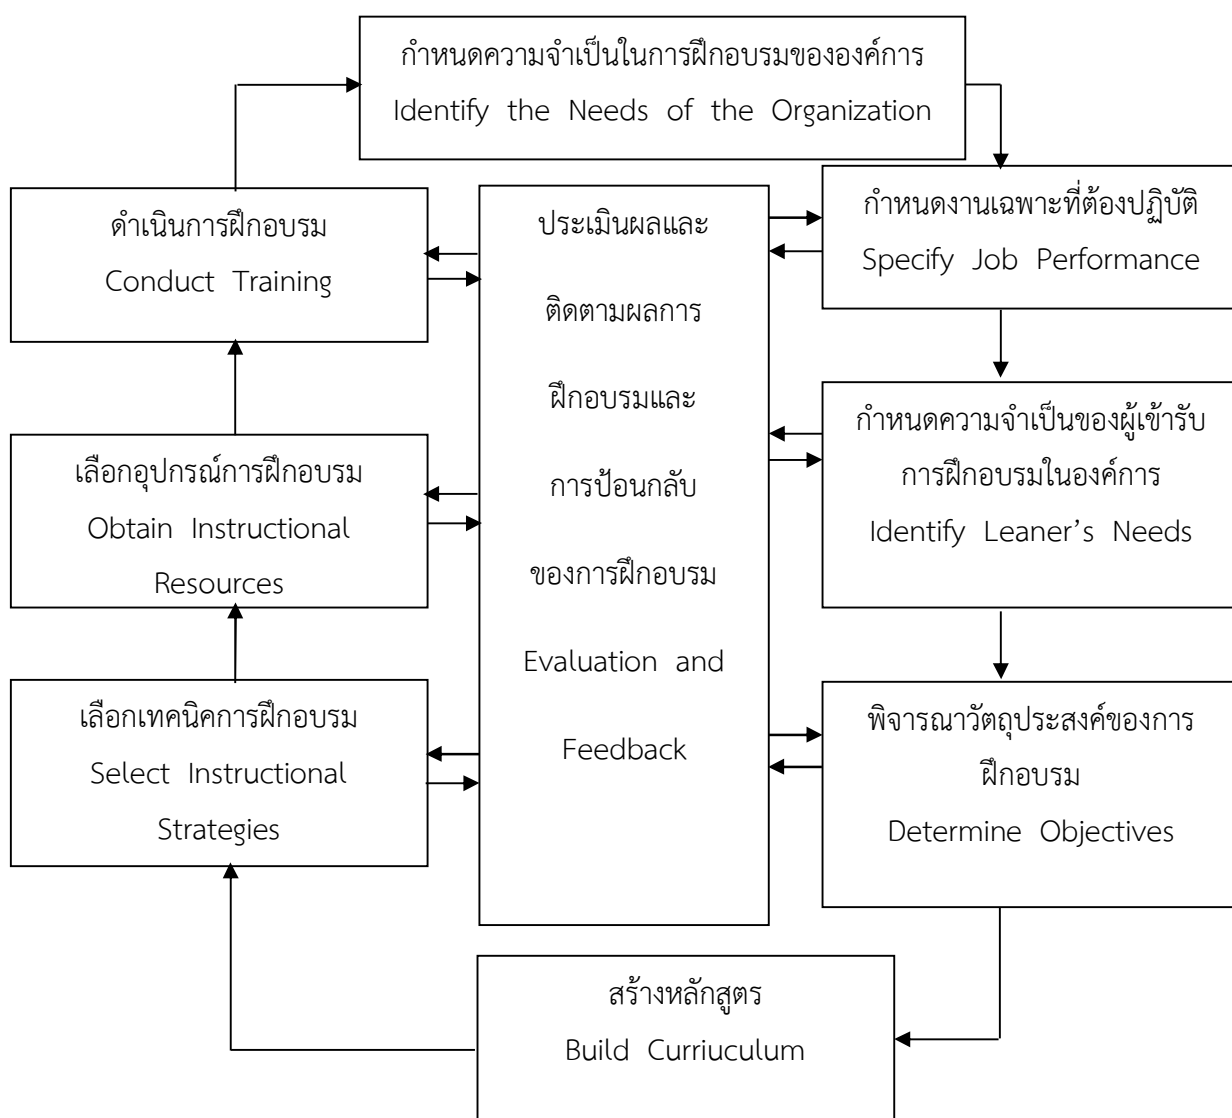 กำหนดความจำเป็นในการฝึกอบรมขององค์การ
Identify the Needs of the Organization
กำหนดงานเฉพาะที่ต้องปฏิบัติ
Specify Job Performance
กำหนดความจำเป็นของผู้เข้ารับ
การฝึกอบรมในองค์การ
Identify Leaner's Needs
พิจารณาวัตถุประสงค์ของการ
ฝึกอบรม
Determine Objectives
สร้างหลักสูตร
Build Curriuculum
เลือกเทคนิคการฝึกอบรม
Select Instructional
Strategies
เลือกอุปกรณ์การฝึกอบรม
Obtain Instructional
Resources
ดำเนินการฝึกอบรม
Conduct Training
ประเมินผลและ
ติดตามผลการ
ฝึกอบรมและ
การป้อนกลับ
ของการฝึกอบรม
Evaluation and
Feedback